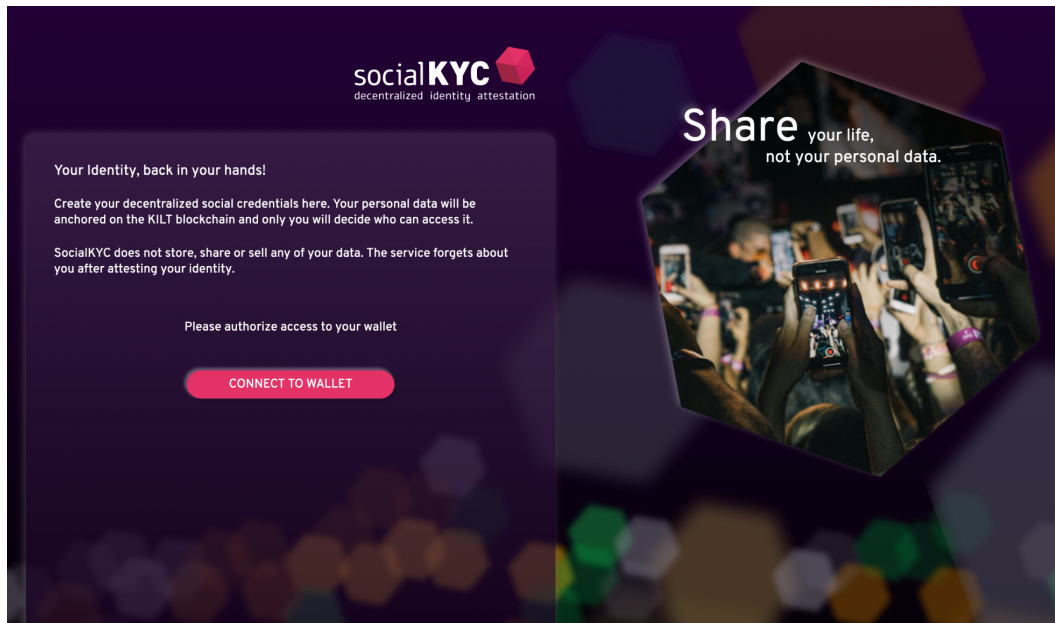 socialKYC
decentralized identity attestation
Share your life,
not your personal data.
Your Identity, back in your hands!
Create your decentralized social credentials here. Your personal data will be
anchored on the KILT blockchain and only you will decide who can access it.
SocialKYC does not store, share or sell any of your data. The service forgets about
you after attesting your identity.
Please authorize access to your wallet
CONNECT TO WALLET